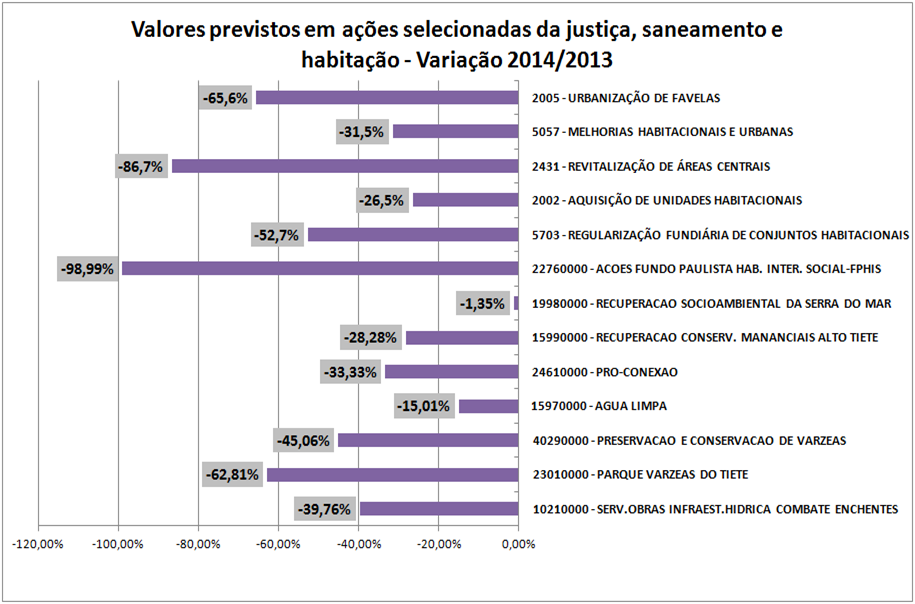 Valores previstos em ações selecionadas da justiça, saneamento e
habitação - Variação 2014/2013
-65,6% 2005 - URBANIZAÇÃO DE FAVELAS
-31,5% 5057 - MELHORIAS HABITACIONAIS E URBANAS
-86,7% 2431 - REVITALIZAÇÃO DE ÁREAS CENTRAIS
-26,5% 2002 - AQUISIÇÃO DE UNIDADES HABITACIONAIS
-52,7% 5703 - REGULARIZAÇÃO FUNDIÁRIA DE CONJUNTOS HABITACIONAIS
-98,99% 22760000 - ACOES FUNDO PAULISTA HAB. INTER. SOCIAL-FPHIS
-1,35% 19980000 - RECUPERACAO SOCIOAMBIENTAL DA SERRA DO MAR
-28,28% 15990000 - RECUPERACAO CONSERV. MANANCIAIS ALTO TIETE
-33,33% 24610000 - PRO-CONEXAO
-15,01% 15970000 - AGUA LIMPA
-45,06% 40290000 - PRESERVACAO E CONSERVACAO DE VARZEAS
-62,81% 23010000 - PARQUE VARZEAS DO TIETE
-39,76% 10210000 - SERV.OBRAS INFRAEST.HIDRICA COMBATE ENCHENTES
-120,00% -100,00% -80,00% -60,00% -40,00% -20,00% 0,00%